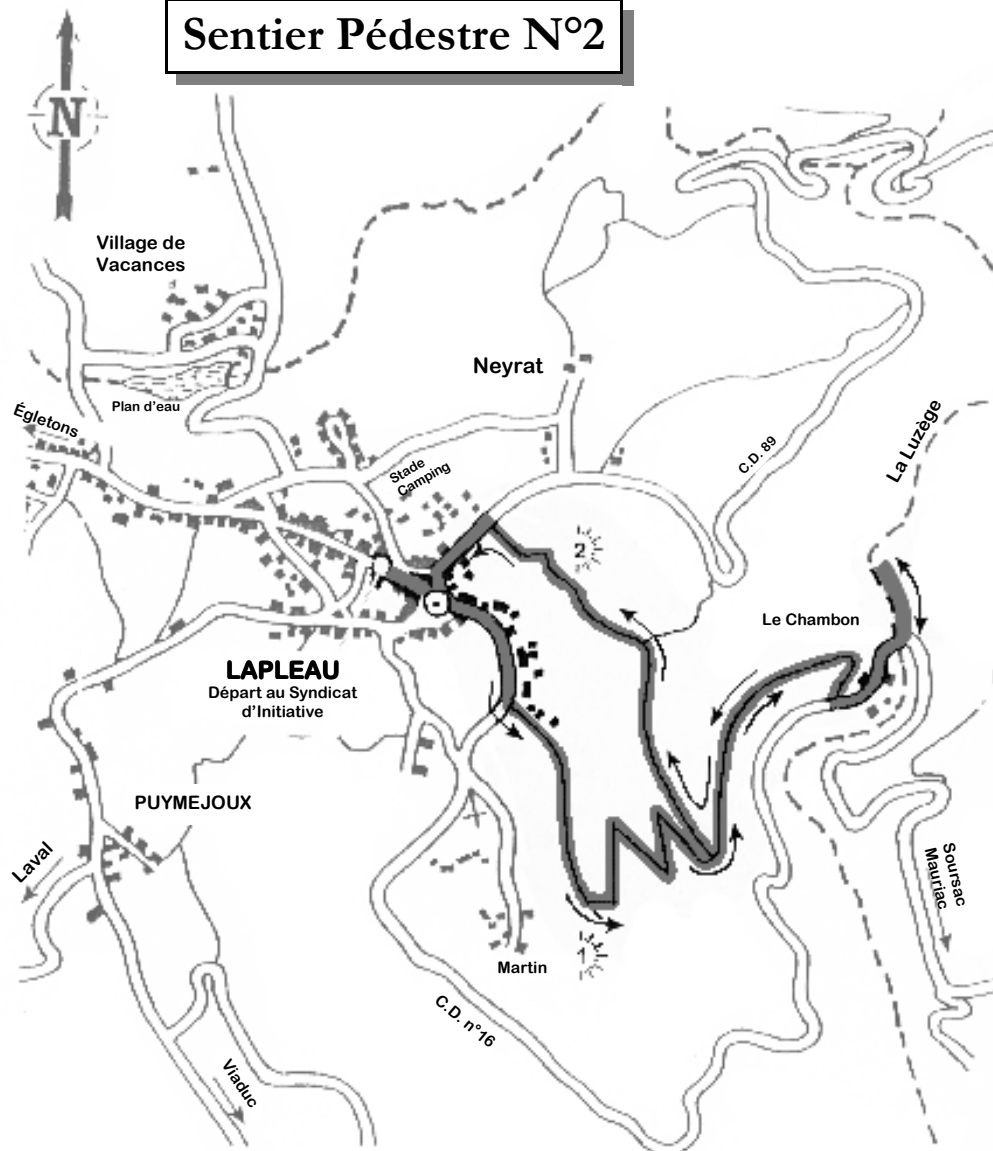 Sentier Pédestre N°2
N
Village de
Vacances
Neyrat
Plan d'eau
Égletons
Stade
Camping
C.D. 89
La Luzège
2
Le Chambon
LAPLEAU
Départ au Syndicat
d'Initiative
PUYMEJOUX
Laval
Soursac
Mauriac
1
Martin
C.D. n°16
Viaduc